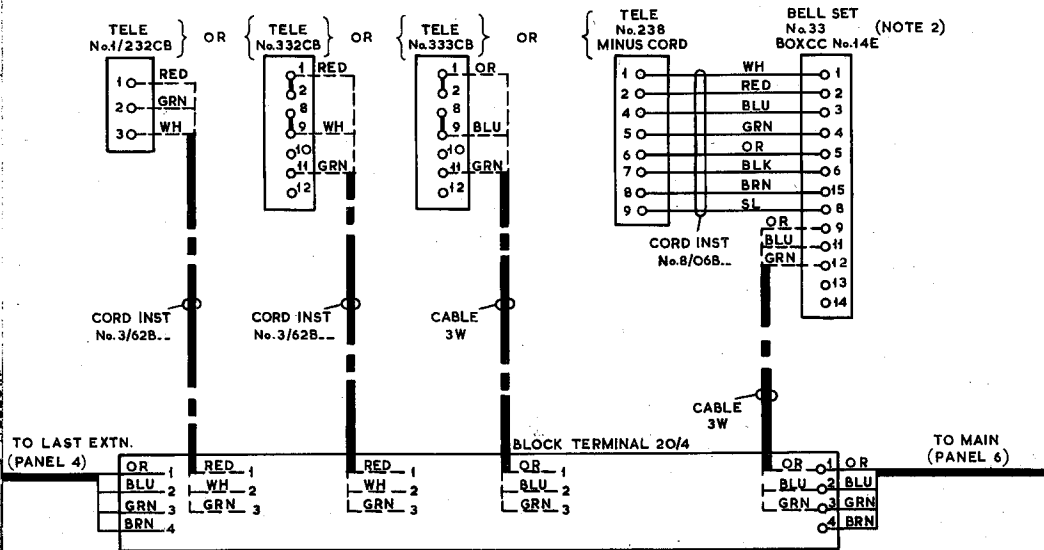 TELE
No.1/232CB
OR
TELE
No.332CB
OR
TELE
No.333CB
OR
TELE
No.238
MINUS CORD
BELL SET
No.33
BOXCC No.14E
(NOTE 2)
1 RED
2 GRN
3 WH
1 RED
2
8
9 WH
10
11 GRN
12
1 OR
2
8
9 BLU
10
11 GRN
12
1 WH 1
2 RED 2
4 BLU 3
5 GRN 4
6 OR 5
7 BLK 6
8 BRN 15
9 SL 8
OR 9
BLU 11
GRN 12
13
14
CORD INST
No.8/06B__
CORD INST
No.3/62B__
CORD INST
No.3/62B__
CABLE
3W
CABLE
3W
TO LAST EXTN.
(PANEL 4)
BLOCK TERMINAL 20/4
TO MAIN
(PANEL 6)
OR 1 RED 1 RED 1 OR 1 OR 1 OR
BLU 2 WH 2 WH 2 BLU 2 BLU 2 BLU
GRN 3 GRN 3 GRN 3 GRN 3 GRN 3 GRN
BRN 4 4 BRN